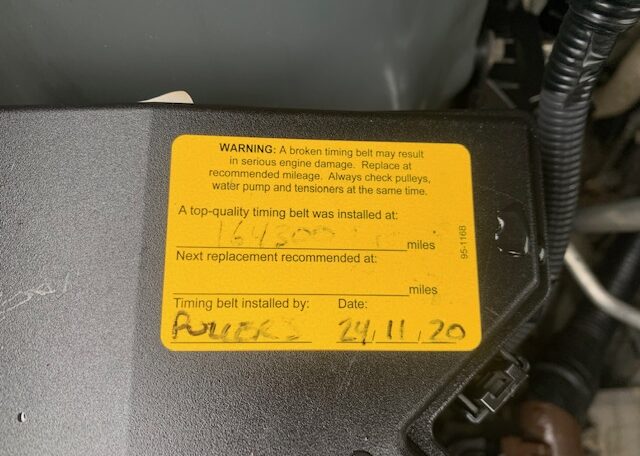 WARNING: A broken timing belt may result
in serious engine damage. Replace at
recommended mileage. Always check pulleys,
water pump and tensioners at the same time.
A top-quality timing belt was installed at:
miles
Next replacement recommended at:
miles
Timing belt installed by: Date:
24.11.20
95-1168